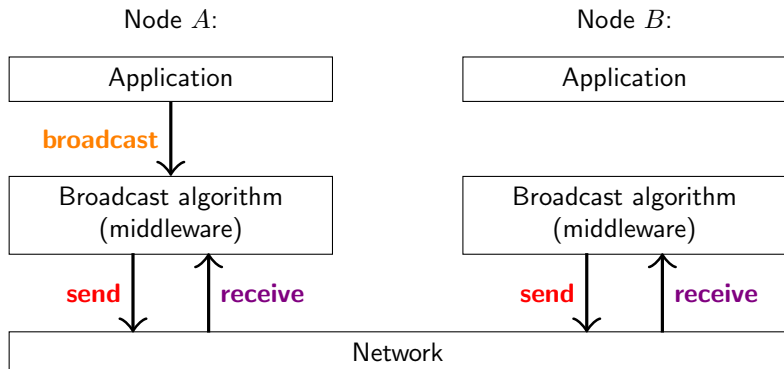 Node A:
Node B:
Application
Application
broadcast
Broadcast algorithm
(middleware)
Broadcast algorithm
(middleware)
send
receive
send
receive
Network